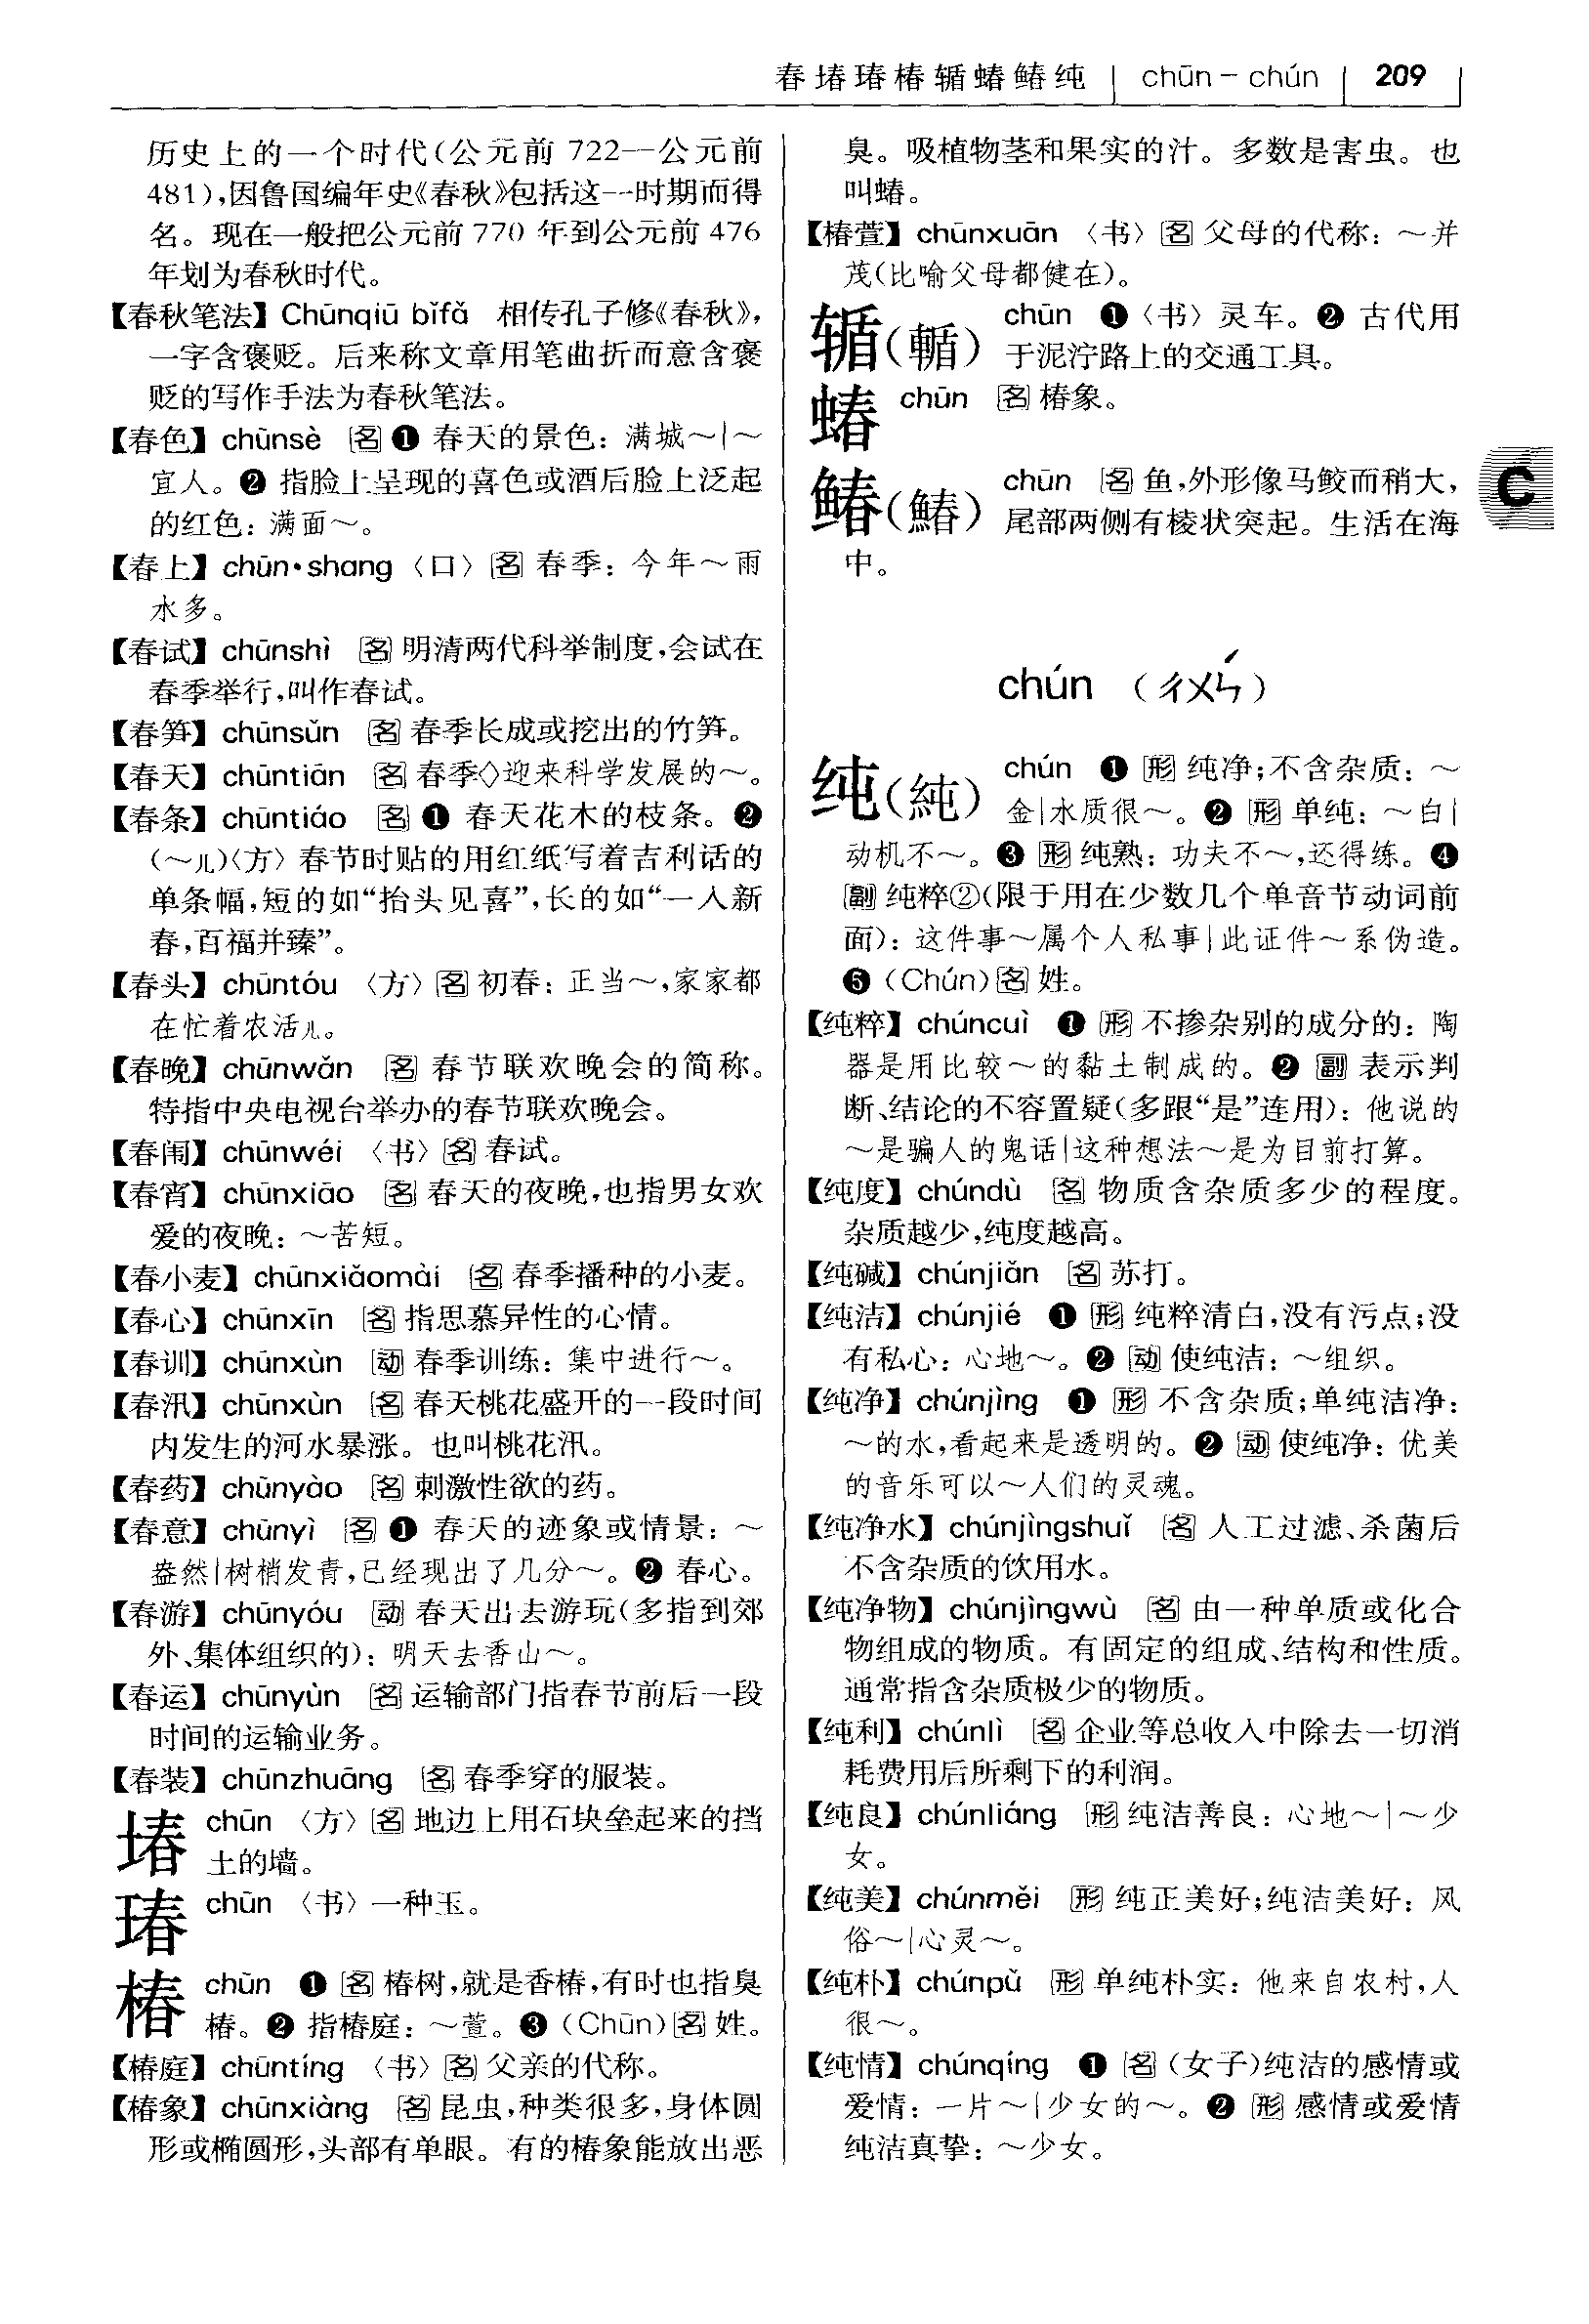 春堾瑃椿𬨎蝽䲠纯 chūn－chún 209
历史上的一个时代（公元前 722—公元前
481），因鲁国编年史《春秋》包括这一时期而得
名。现在一般把公元前 770 年到公元前 476
年划为春秋时代。
【春秋笔法】Chūnqiū bǐfǎ 相传孔子修《春秋》，
一字含褒贬。后来称文章用笔曲折而意含褒
贬的写作手法为春秋笔法。
【春色】chūnsè 名 ❶ 春天的景色：满城～|～
宜人。❷ 指脸上呈现的喜色或酒后脸上泛起
的红色：满面～。
【春上】chūn•shang〈口〉名 春季：今年～雨
水多。
【春试】chūnshì 名 明清两代科举制度，会试在
春季举行，叫作春试。
【春笋】chūnsǔn 名 春季长成或挖出的竹笋。
【春天】chūntiān 名 春季◇迎来科学发展的～。
【春条】chūntiáo 名 ❶ 春天花木的枝条。❷
（～儿）〈方〉春节时贴的用红纸写着吉利话的
单条幅，短的如“抬头见喜”，长的如“一入新
春，百福并臻”。
【春头】chūntóu〈方〉名 初春：正当～，家家都
在忙着农活儿。
【春晚】chūnwǎn 名 春节联欢晚会的简称。
特指中央电视台举办的春节联欢晚会。
【春闱】chūnwéi〈书〉名 春试。
【春宵】chūnxiāo 名 春天的夜晚，也指男女欢
爱的夜晚：～苦短。
【春小麦】chūnxiǎomài 名 春季播种的小麦。
【春心】chūnxīn 名 指思慕异性的心情。
【春训】chūnxùn 动 春季训练：集中进行～。
【春汛】chūnxùn 名 春天桃花盛开的一段时间
内发生的河水暴涨。也叫桃花汛。
【春药】chūnyào 名 刺激性欲的药。
【春意】chūnyì 名 ❶ 春天的迹象或情景：～
盎然|树梢发青，已经现出了几分～。❷ 春心。
【春游】chūnyóu 动 春天出去游玩（多指到郊
外、集体组织的）：明天去香山～。
【春运】chūnyùn 名 运输部门指春节前后一段
时间的运输业务。
【春装】chūnzhuāng 名 春季穿的服装。
堾 chūn〈方〉名 地边上用石块垒起来的挡
土的墙。
瑃 chūn〈书〉一种玉。
椿 chūn ❶ 名 椿树，就是香椿，有时也指臭
椿。❷ 指椿庭：～萱。❸（Chūn）名 姓。
【椿庭】chūntíng〈书〉名 父亲的代称。
【椿象】chūnxiàng 名 昆虫，种类很多，身体圆
形或椭圆形，头部有单眼。有的椿象能放出恶
臭。吸植物茎和果实的汁。多数是害虫。也
叫蝽。
【椿萱】chūnxuān〈书〉名 父母的代称：～并
茂（比喻父母都健在）。
𬨎（輴） chūn ❶〈书〉灵车。❷ 古代用
于泥泞路上的交通工具。
蝽 chūn 名 椿象。
䲠（鰆） chūn 名 鱼，外形像马鲛而稍大，
尾部两侧有棱状突起。生活在海
中。
C
chún（ㄔㄨㄣˊ）
纯（純） chún ❶ 形 纯净；不含杂质：～
金|水质很～。❷ 形 单纯：～白|
动机不～。❸ 形 纯熟：功夫不～，还得练。❹
副 纯粹②（限于用在少数几个单音节动词前
面）：这件事～属个人私事|此证件～系伪造。
❺（Chún）名 姓。
【纯粹】chúncuì ❶ 形 不掺杂别的成分的：陶
器是用比较～的黏土制成的。❷ 副 表示判
断、结论的不容置疑（多跟“是”连用）：他说的
～是骗人的鬼话|这种想法～是为目前打算。
【纯度】chúndù 名 物质含杂质多少的程度。
杂质越少，纯度越高。
【纯碱】chúnjiǎn 名 苏打。
【纯洁】chúnjié ❶ 形 纯粹清白，没有污点；没
有私心：心地～。❷ 动 使纯洁：～组织。
【纯净】chúnjìng ❶ 形 不含杂质；单纯洁净：
～的水，看起来是透明的。❷ 动 使纯净：优美
的音乐可以～人们的灵魂。
【纯净水】chúnjìngshuǐ 名 人工过滤、杀菌后
不含杂质的饮用水。
【纯净物】chúnjìngwù 名 由一种单质或化合
物组成的物质。有固定的组成、结构和性质。
通常指含杂质极少的物质。
【纯利】chúnlì 名 企业等总收入中除去一切消
耗费用后所剩下的利润。
【纯良】chúnliáng 形 纯洁善良：心地～|～少
女。
【纯美】chúnměi 形 纯正美好；纯洁美好：风
俗～|心灵～。
【纯朴】chúnpǔ 形 单纯朴实：他来自农村，人
很～。
【纯情】chúnqíng ❶ 名（女子）纯洁的感情或
爱情：一片～|少女的～。❷ 形 感情或爱情
纯洁真挚：～少女。